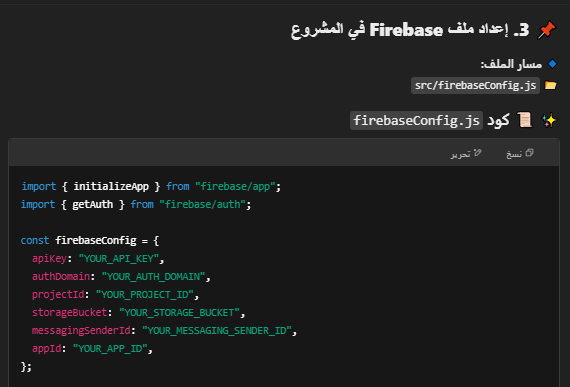 📌 3. إعداد ملف Firebase في المشروع
🔹 مسار الملف:
📂 src/firebaseConfig.js
✨ 📜 كود firebaseConfig.js
نسخ تحرير
import { initializeApp } from "firebase/app";
import { getAuth } from "firebase/auth";
const firebaseConfig = {
apiKey: "YOUR_API_KEY",
authDomain: "YOUR_AUTH_DOMAIN",
projectId: "YOUR_PROJECT_ID",
storageBucket: "YOUR_STORAGE_BUCKET",
messagingSenderId: "YOUR_MESSAGING_SENDER_ID",
appId: "YOUR_APP_ID",
};